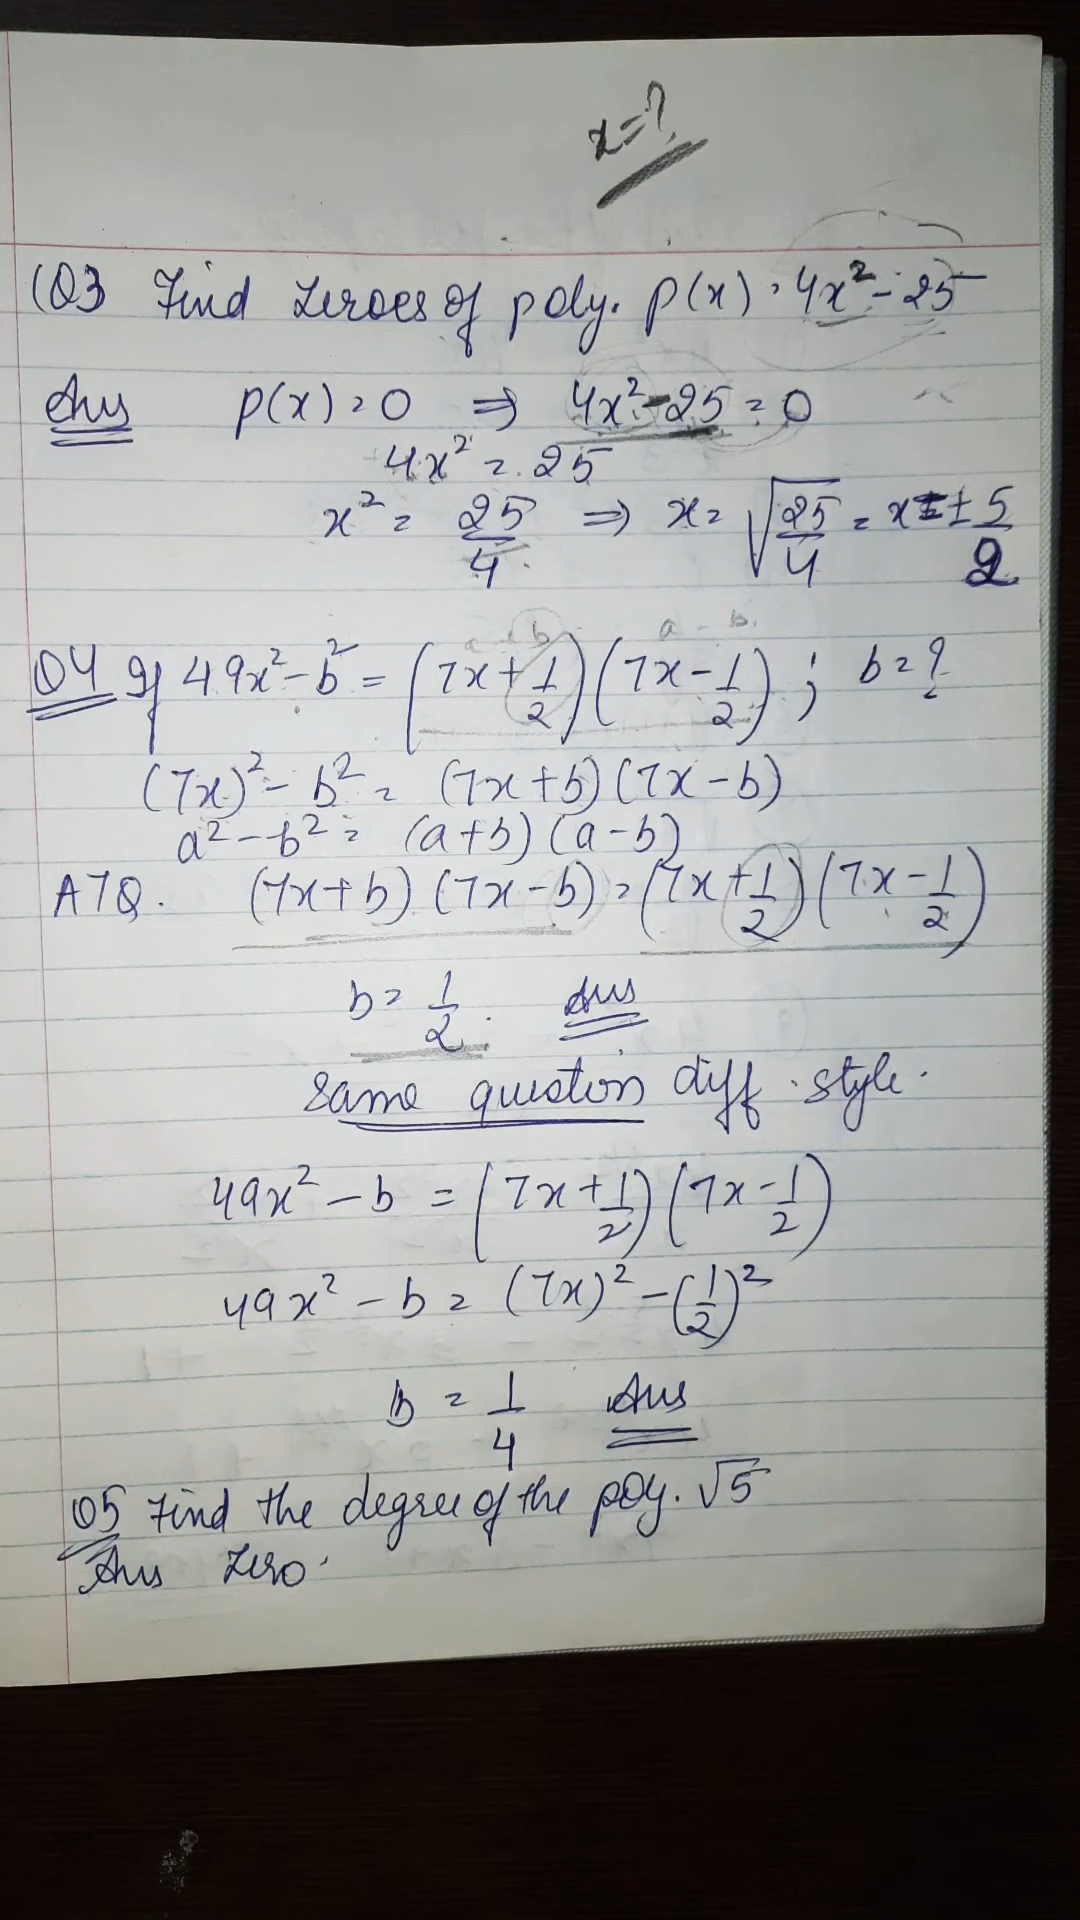 x=?
Q3 Find zeroes of poly. p(x) = 4x² - 25
Ans p(x) = 0 ⇒ 4x² - 25 = 0
4x² = 25
x² = 25/4 ⇒ x = √(25/4) = x = ± 5/2
a + b a - b.
Q4 If 49x² - b² = (7x + 1/2) (7x - 1/2) ; b = ?
(7x)² - b² = (7x + b) (7x - b)
a² - b² = (a + b) (a - b)
ATQ. (7x + b) (7x - b) = (7x + 1/2) (7x - 1/2)
b = 1/2. Ans
same question diff. style.
49x² - b = (7x + 1/2) (7x - 1/2)
49x² - b = (7x)² - (1/2)²
b = 1/4 Ans
Q5 Find the degree of the poly. √5
Ans zero.